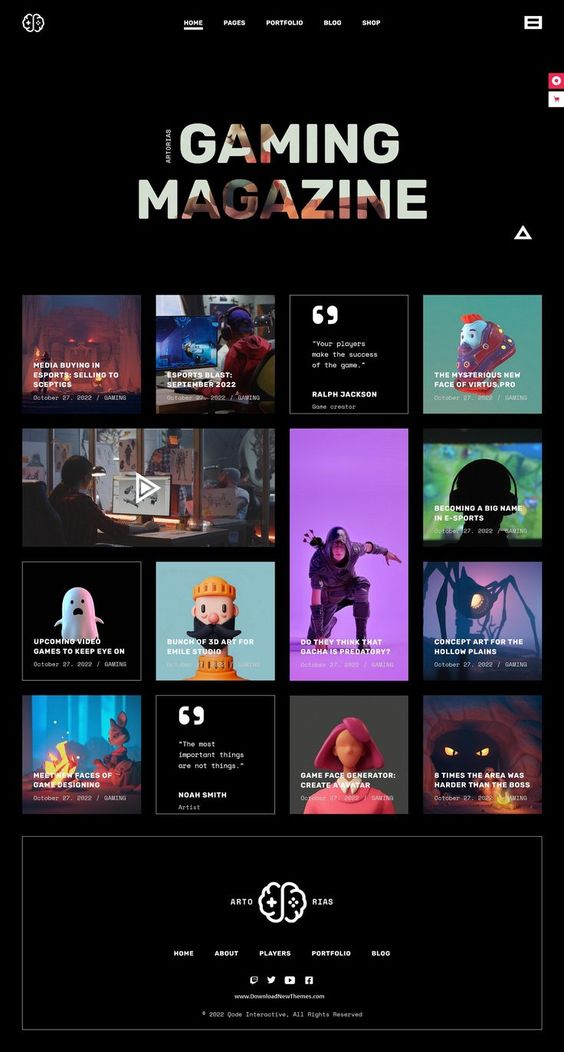 HOME PAGES PORTFOLIO BLOG SHOP
ARTORIAS
GAMING
MAGAZINE
MEDIA BUYING IN
ESPORTS: SELLING TO
SCEPTICS
October 27. 2022 / GAMING
ESPORTS BLAST:
SEPTEMBER 2022
October 27. 2022 / GAMING
"Your players
make the success
of the game."
RALPH JACKSON
Game creator
THE MYSTERIOUS NEW
FACE OF VIRTUS.PRO
October 27. 2022 / GAMING
BECOMING A BIG NAME
IN E-SPORTS
October 27. 2022 / GAMING
UPCOMING VIDEO
GAMES TO KEEP EYE ON
October 27. 2022 / GAMING
BUNCH OF 3D ART FOR
EMILE STUDIO
October 27. 2022 / GAMING
DO THEY THINK THAT
GACHA IS PREDATORY?
October 27. 2022 / GAMING
CONCEPT ART FOR THE
HOLLOW PLAINS
October 27. 2022 / GAMING
MEET NEW FACES OF
GAME DESIGNING
October 27. 2022 / GAMING
"The most
important things
are not things."
NOAH SMITH
Artist
GAME FACE GENERATOR:
CREATE A AVATAR
October 27. 2022 / GAMING
8 TIMES THE AREA WAS
HARDER THAN THE BOSS
October 27. 2022 / GAMING
ARTO RIAS
HOME ABOUT PLAYERS PORTFOLIO BLOG
www.DownloadNewThemes.com
© 2022 Qode Interactive, All Rights Reserved